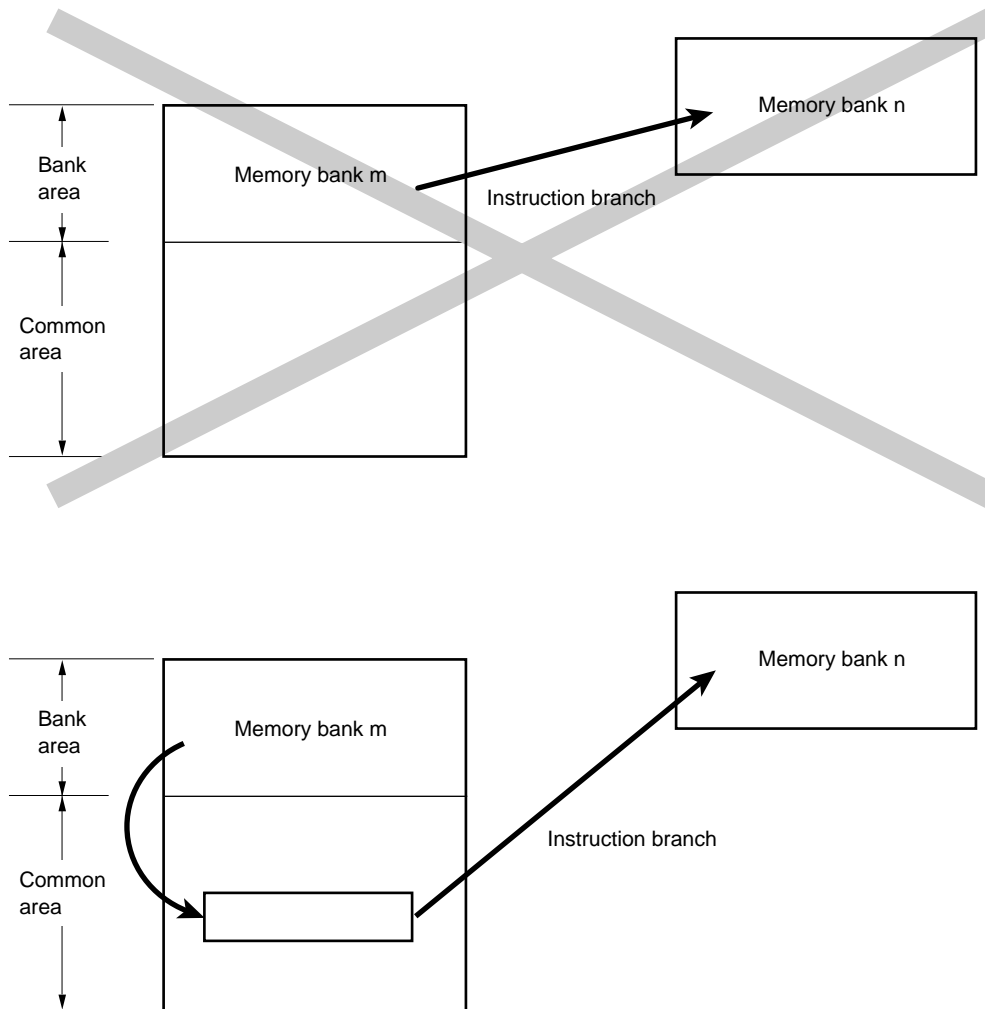 Memory bank n
Memory bank m
Bank
area
Instruction branch
Common
area
Memory bank n
Memory bank m
Bank
area
Instruction branch
Common
area